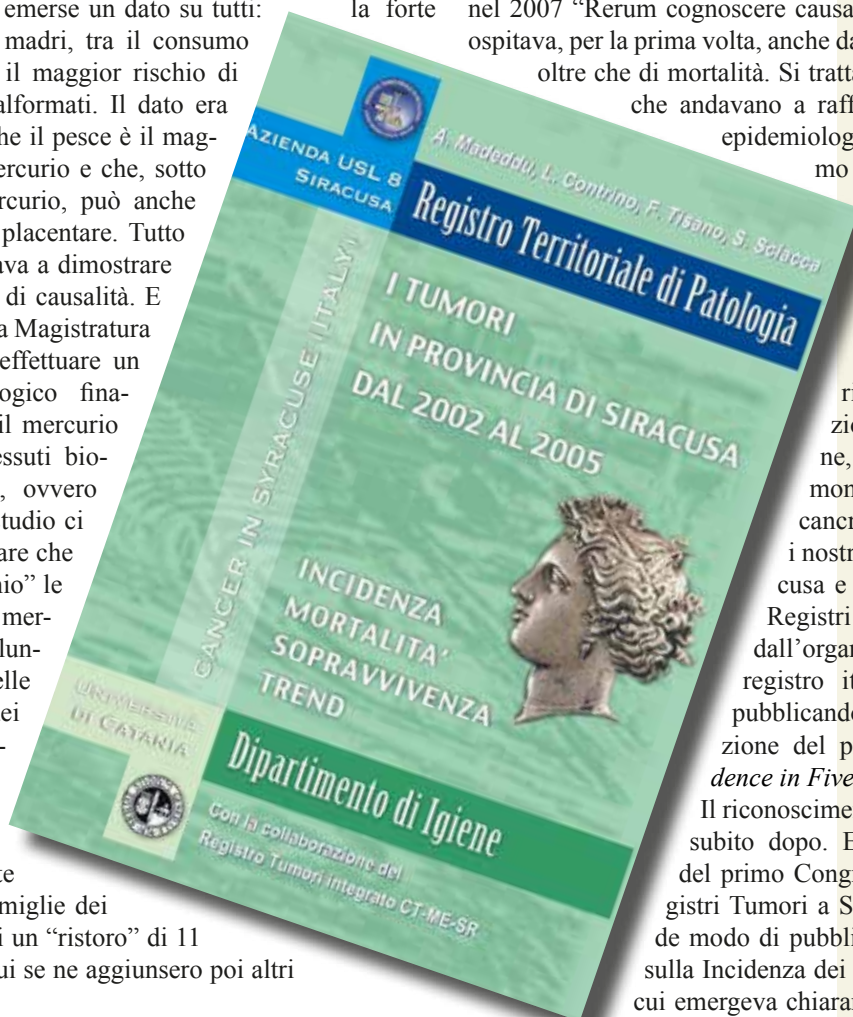 emerse un dato su tutti: la forte
madri, tra il consumo
il maggior rischio di
alformati. Il dato era
he il pesce è il mag-
ercurio e che, sotto
rcurio, può anche
placentare. Tutto
ava a dimostrare
di causalità. E
a Magistratura
effettuare un
ogico fina-
il mercurio
essuti bio-
, ovvero
tudio ci
are che
nio” le
mer-
lun-
elle
ei
-
te
miglie dei
i un “ristoro” di 11
ui se ne aggiunsero poi altri
AZIENDA USL 8
SIRACUSA
A. Madeddu, L. Contrino, F. Tisano, S. Sciacca
Registro Territoriale di Patologia
CANCER IN SYRACUSE (ITALY)
I TUMORI
IN PROVINCIA DI SIRACUSA
DAL 2002 AL 2005
INCIDENZA
MORTALITA’
SOPRAVVIVENZA
TREND
UNIVERSITÀ
DI CATANIA
Dipartimento di Igiene
Con la collaborazione del
Registro Tumori integrato CT-ME-SR
nel 2007 “Rerum cognoscere causa
ospitava, per la prima volta, anche da
oltre che di mortalità. Si tratta
che andavano a raff
epidemiolog
mo
ri
zio
ne,
mon
cancr
i nostr
cusa e
Registri
dall’organ
registro it
pubblicando
zione del p
dence in Five
Il riconoscime
subito dopo. E
del primo Cong
gistri Tumori a S
de modo di pubbli
sulla Incidenza dei
cui emergeva chiara